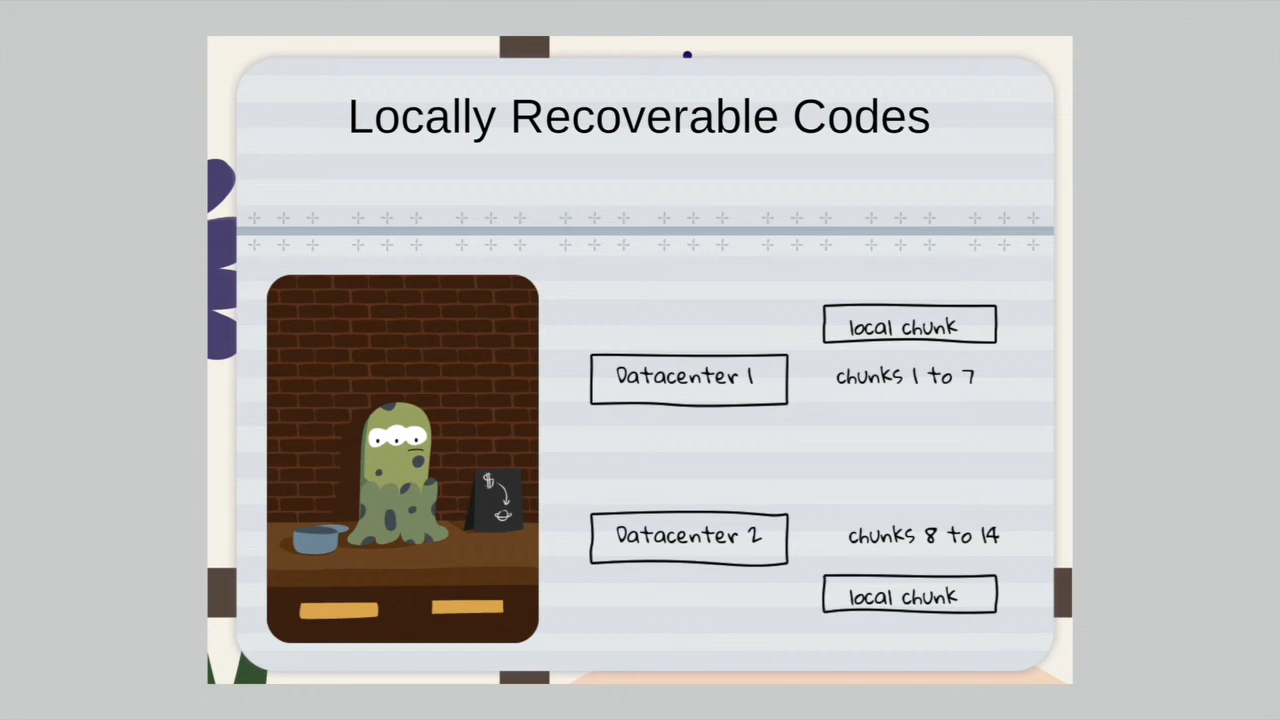 Locally Recoverable Codes
local chunk
Datacenter 1
chunks 1 to 7
Datacenter 2
chunks 8 to 14
local chunk
$